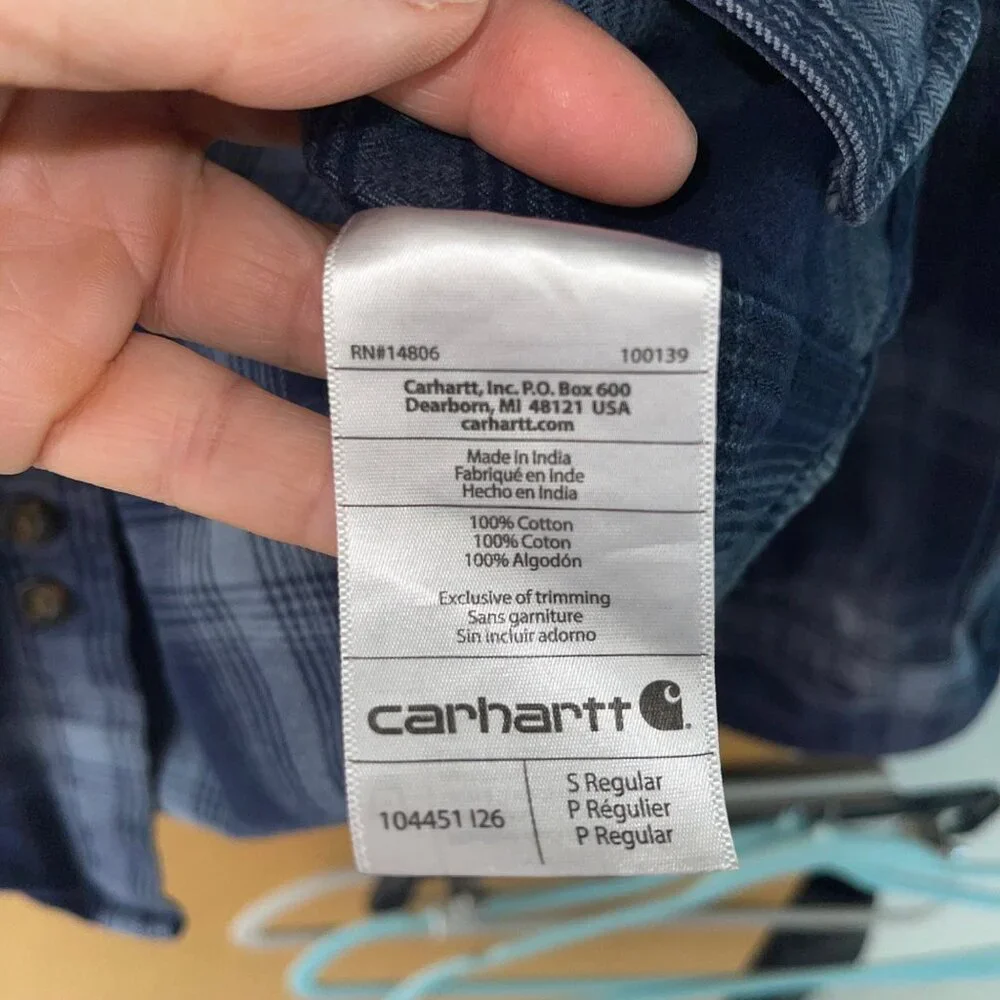 RN#14806 100139
Carhartt, Inc. P.O. Box 600
Dearborn, MI 48121 USA
carhartt.com
Made in India
Fabriqué en Inde
Hecho en India
100% Cotton
100% Coton
100% Algodón
Exclusive of trimming
Sans garniture
Sin incluir adorno
carhartt
104451 I26
S Regular
P Régulier
P Regular